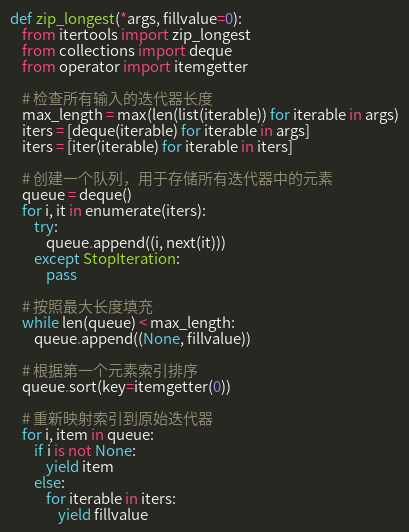 def zip_longest(*args, fillvalue=0):
from itertools import zip_longest
from collections import deque
from operator import itemgetter
# 检查所有输入的迭代器长度
max_length = max(len(list(iterable)) for iterable in args)
iters = [deque(iterable) for iterable in args]
iters = [iter(iterable) for iterable in iters]
# 创建一个队列，用于存储所有迭代器中的元素
queue = deque()
for i, it in enumerate(iters):
try:
queue.append((i, next(it)))
except StopIteration:
pass
# 按照最大长度填充
while len(queue) < max_length:
queue.append((None, fillvalue))
# 根据第一个元素索引排序
queue.sort(key=itemgetter(0))
# 重新映射索引到原始迭代器
for i, item in queue:
if i is not None:
yield item
else:
for iterable in iters:
yield fillvalue